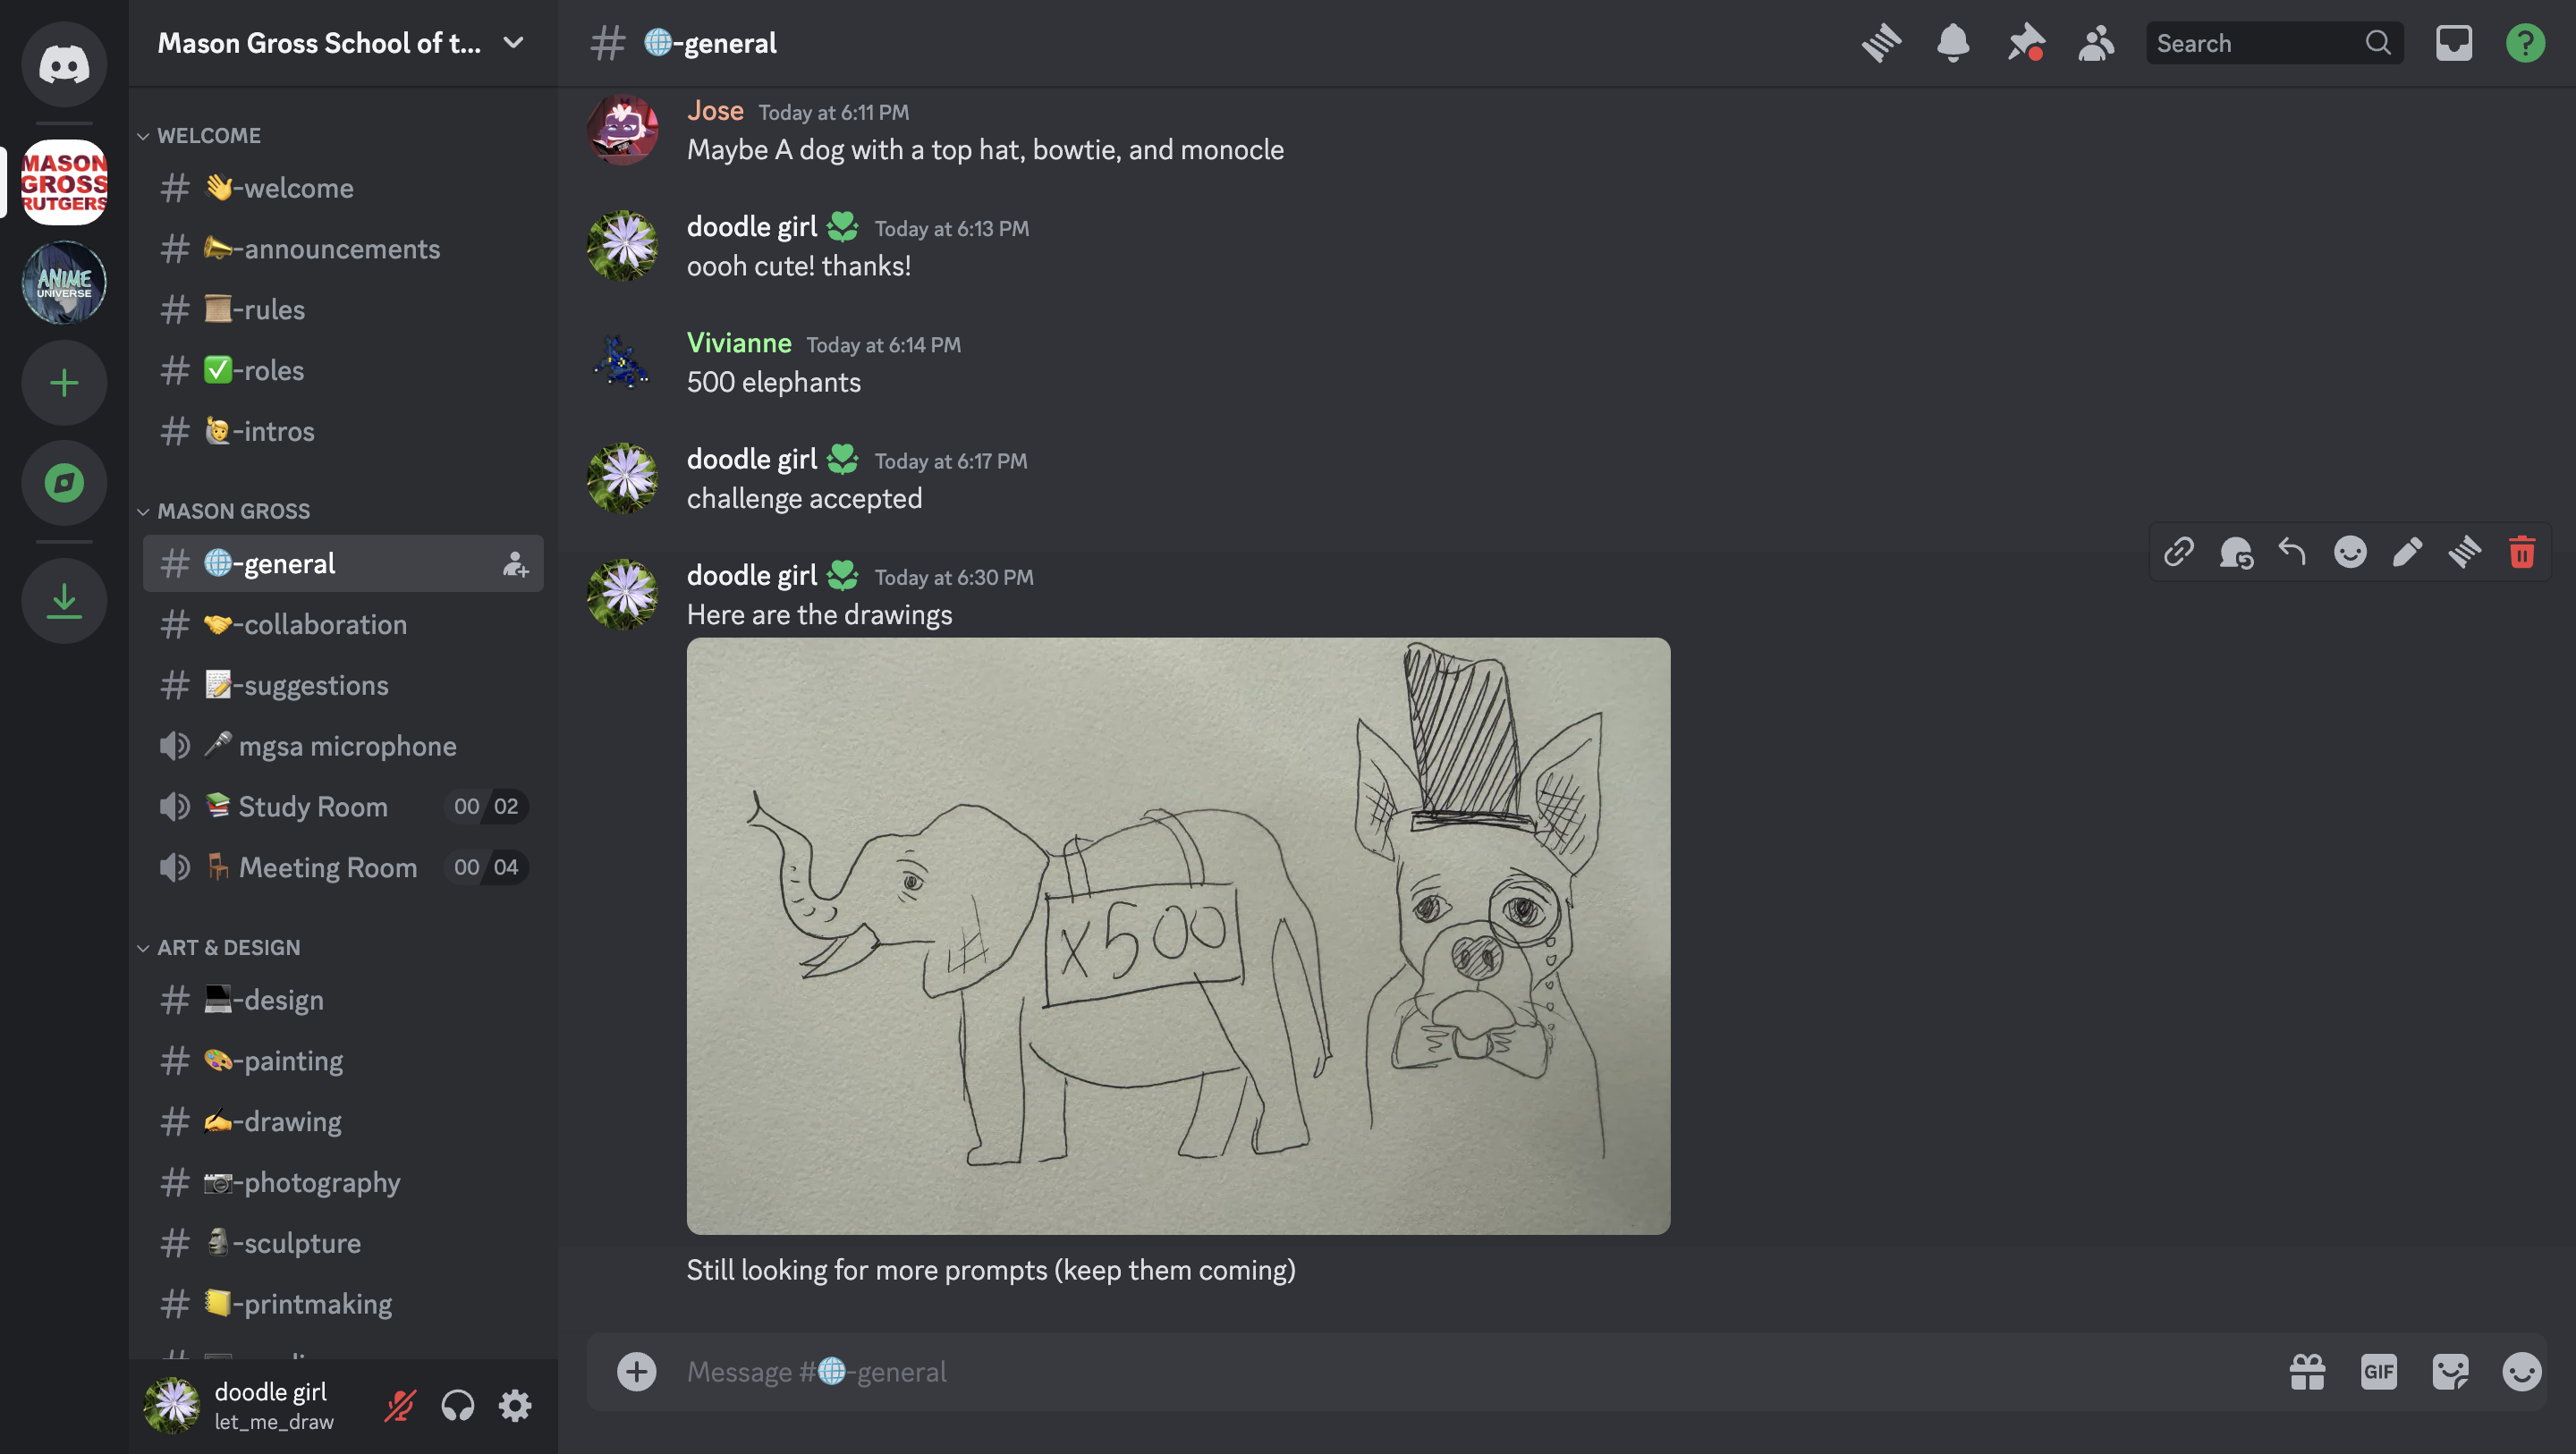 Mason Gross School of t...
MASON
GROSS
RUTGERS
ANIME
UNIVERSE
WELCOME
# 👋-welcome
# 📣-announcements
# 📜-rules
# ✅-roles
# 🙋-intros
MASON GROSS
# 🌐-general
# 🤝-collaboration
# 📝-suggestions
🎤 mgsa microphone
📚 Study Room 00 02
🪑 Meeting Room 00 04
ART & DESIGN
# 💻-design
# 🎨-painting
# ✍-drawing
# 📷-photography
# 🗿-sculpture
# 📒-printmaking
doodle girl
let_me_draw
# 🌐-general
Search
?
Jose Today at 6:11 PM
Maybe A dog with a top hat, bowtie, and monocle
doodle girl Today at 6:13 PM
oooh cute! thanks!
Vivianne Today at 6:14 PM
500 elephants
doodle girl Today at 6:17 PM
challenge accepted
doodle girl Today at 6:30 PM
Here are the drawings
x500
Still looking for more prompts (keep them coming)
Message #🌐-general
GIF